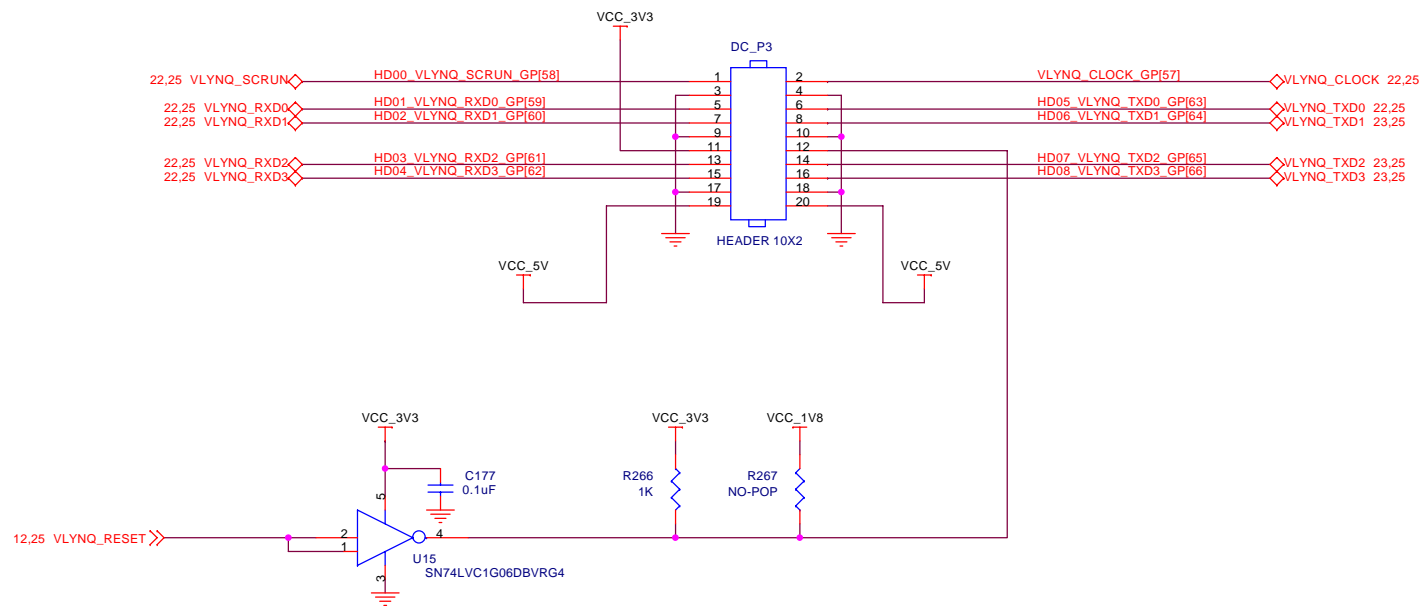 VCC_3V3
DC_P3
22,25 VLYNQ_SCRUN
HD00_VLYNQ_SCRUN_GP[58]
1
2
VLYNQ_CLOCK_GP[57]
VLYNQ_CLOCK 22,25
3
4
22,25 VLYNQ_RXD0
HD01_VLYNQ_RXD0_GP[59]
5
6
HD05_VLYNQ_TXD0_GP[63]
VLYNQ_TXD0 22,25
22,25 VLYNQ_RXD1
HD02_VLYNQ_RXD1_GP[60]
7
8
HD06_VLYNQ_TXD1_GP[64]
VLYNQ_TXD1 23,25
9
10
11
12
22,25 VLYNQ_RXD2
HD03_VLYNQ_RXD2_GP[61]
13
14
HD07_VLYNQ_TXD2_GP[65]
VLYNQ_TXD2 23,25
22,25 VLYNQ_RXD3
HD04_VLYNQ_RXD3_GP[62]
15
16
HD08_VLYNQ_TXD3_GP[66]
VLYNQ_TXD3 23,25
17
18
19
20
HEADER 10X2
VCC_5V
VCC_5V
VCC_3V3
VCC_3V3
VCC_1V8
C177
0.1uF
R266
1K
R267
NO-POP
5
12,25 VLYNQ_RESET
2
1
4
3
U15
SN74LVC1G06DBVRG4